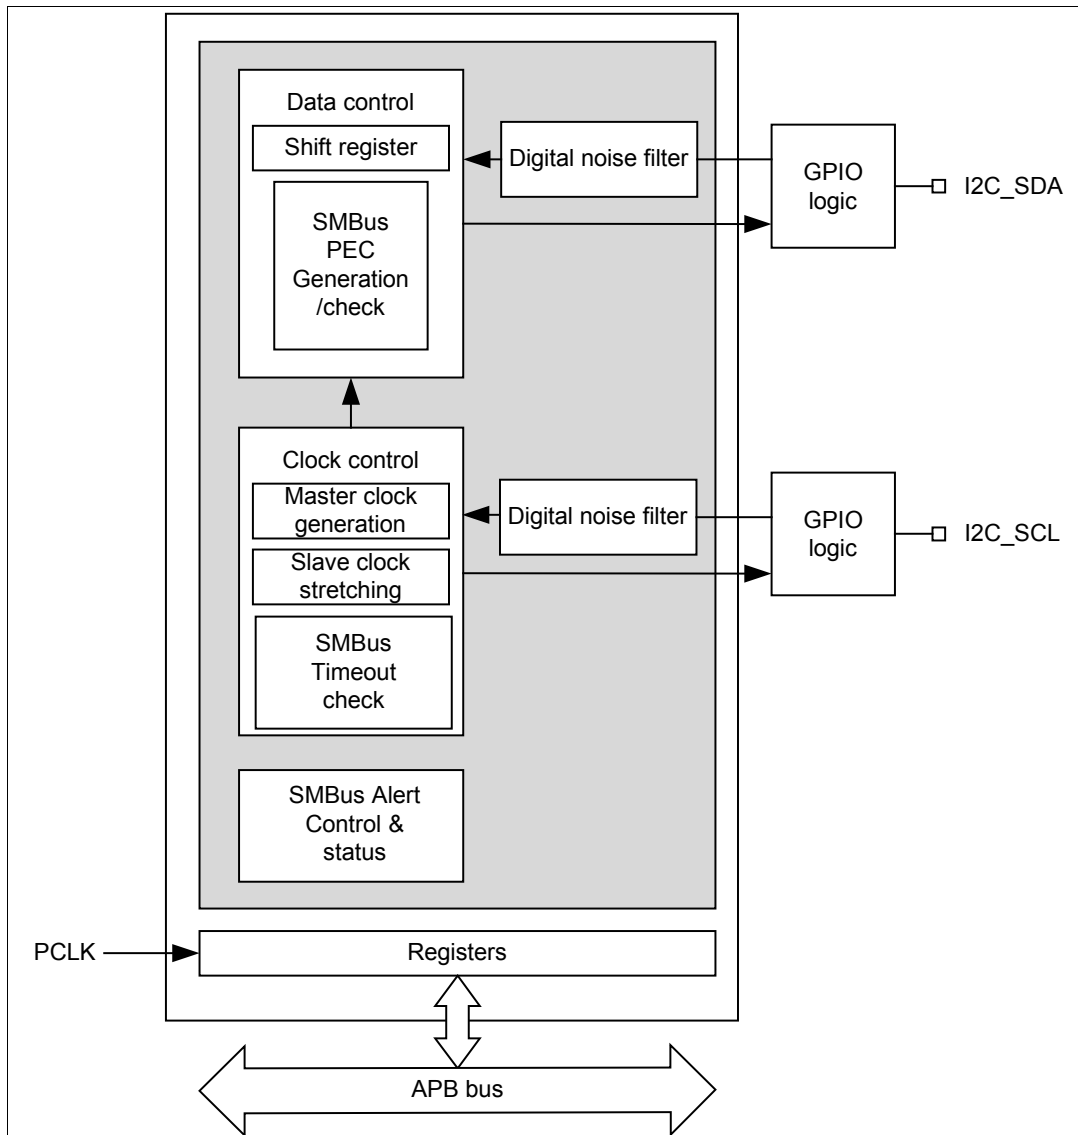 Data control
Shift register
SMBus
PEC
Generation
/check
Digital noise filter
GPIO
logic
I2C_SDA
Clock control
Master clock
generation
Slave clock
stretching
SMBus
Timeout
check
Digital noise filter
GPIO
logic
I2C_SCL
SMBus Alert
Control &
status
PCLK
Registers
APB bus